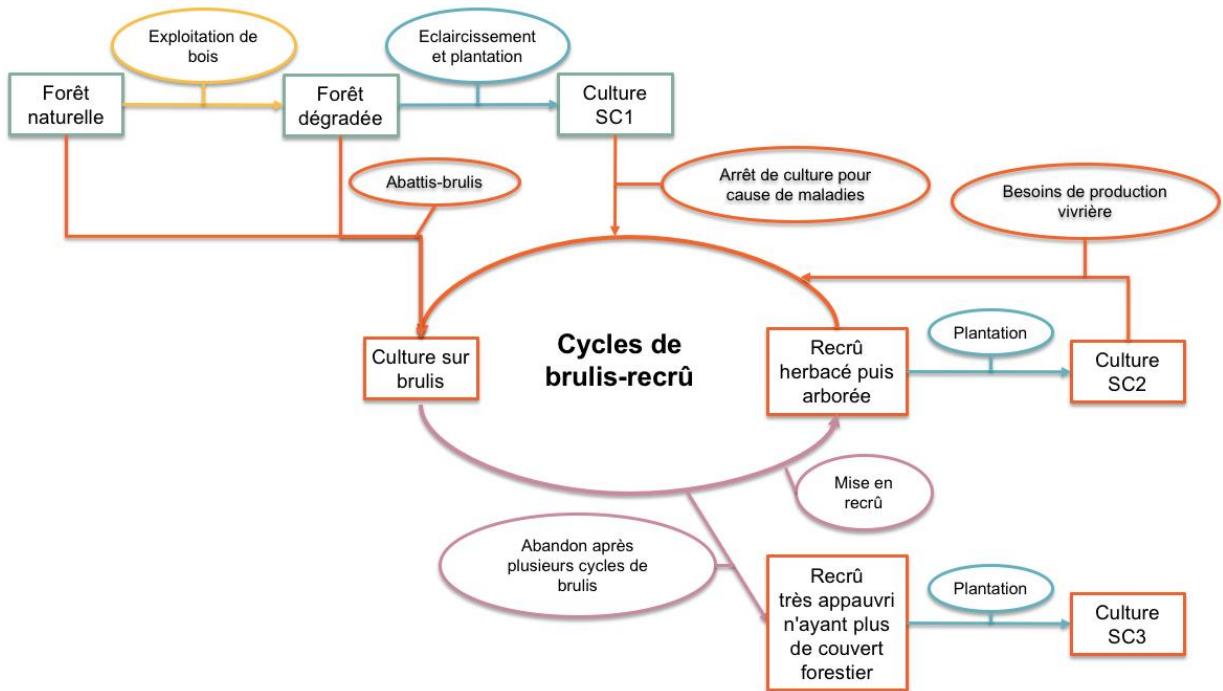 Exploitation de
bois
Eclaircissement
et plantation
Forêt
naturelle
Forêt
dégradée
Culture
SC1
Abattis-brulis
Arrêt de culture pour
cause de maladies
Besoins de production
vivrière
Cycles de
brulis-recrû
Culture sur
brulis
Recrû
herbacé puis
arborée
Plantation
Culture
SC2
Mise en
recrû
Abandon après
plusieurs cycles de
brulis
Recrû
très appauvri
n'ayant plus
de couvert
forestier
Plantation
Culture
SC3